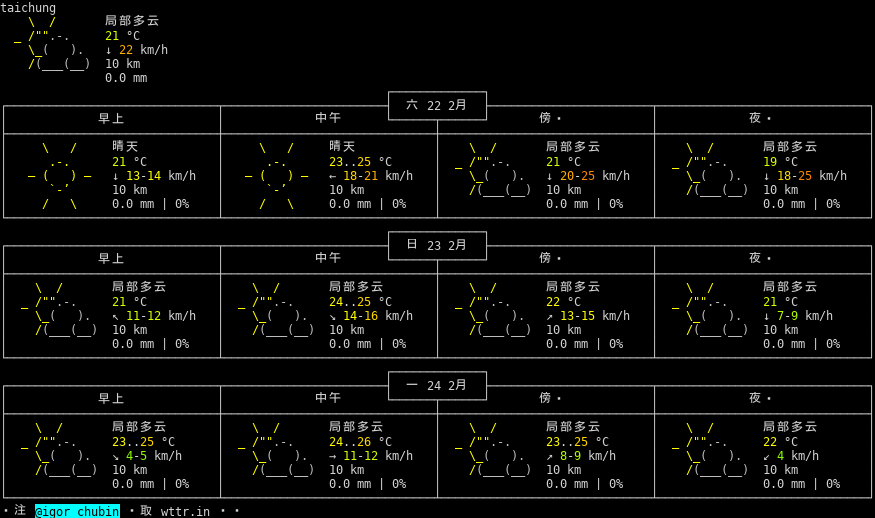 taichung
局部多云
21 °C
↓ 22 km/h
10 km
0.0 mm
六 22 2月
早上 中午 傍· 夜·
晴天 晴天 局部多云 局部多云
21 °C 23..25 °C 21 °C 19 °C
↓ 13-14 km/h ← 18-21 km/h ↓ 20-25 km/h ↓ 18-25 km/h
10 km 10 km 10 km 10 km
0.0 mm | 0% 0.0 mm | 0% 0.0 mm | 0% 0.0 mm | 0%
日 23 2月
早上 中午 傍· 夜·
局部多云 局部多云 局部多云 局部多云
21 °C 24..25 °C 22 °C 21 °C
↖ 11-12 km/h ↘ 14-16 km/h ↗ 13-15 km/h ↓ 7-9 km/h
10 km 10 km 10 km 10 km
0.0 mm | 0% 0.0 mm | 0% 0.0 mm | 0% 0.0 mm | 0%
一 24 2月
早上 中午 傍· 夜·
局部多云 局部多云 局部多云 局部多云
23..25 °C 24..26 °C 23..25 °C 22 °C
↘ 4-5 km/h → 11-12 km/h ↗ 8-9 km/h ↙ 4 km/h
10 km 10 km 10 km 10 km
0.0 mm | 0% 0.0 mm | 0% 0.0 mm | 0% 0.0 mm | 0%
·注 @igor_chubin ·取 wttr.in ··